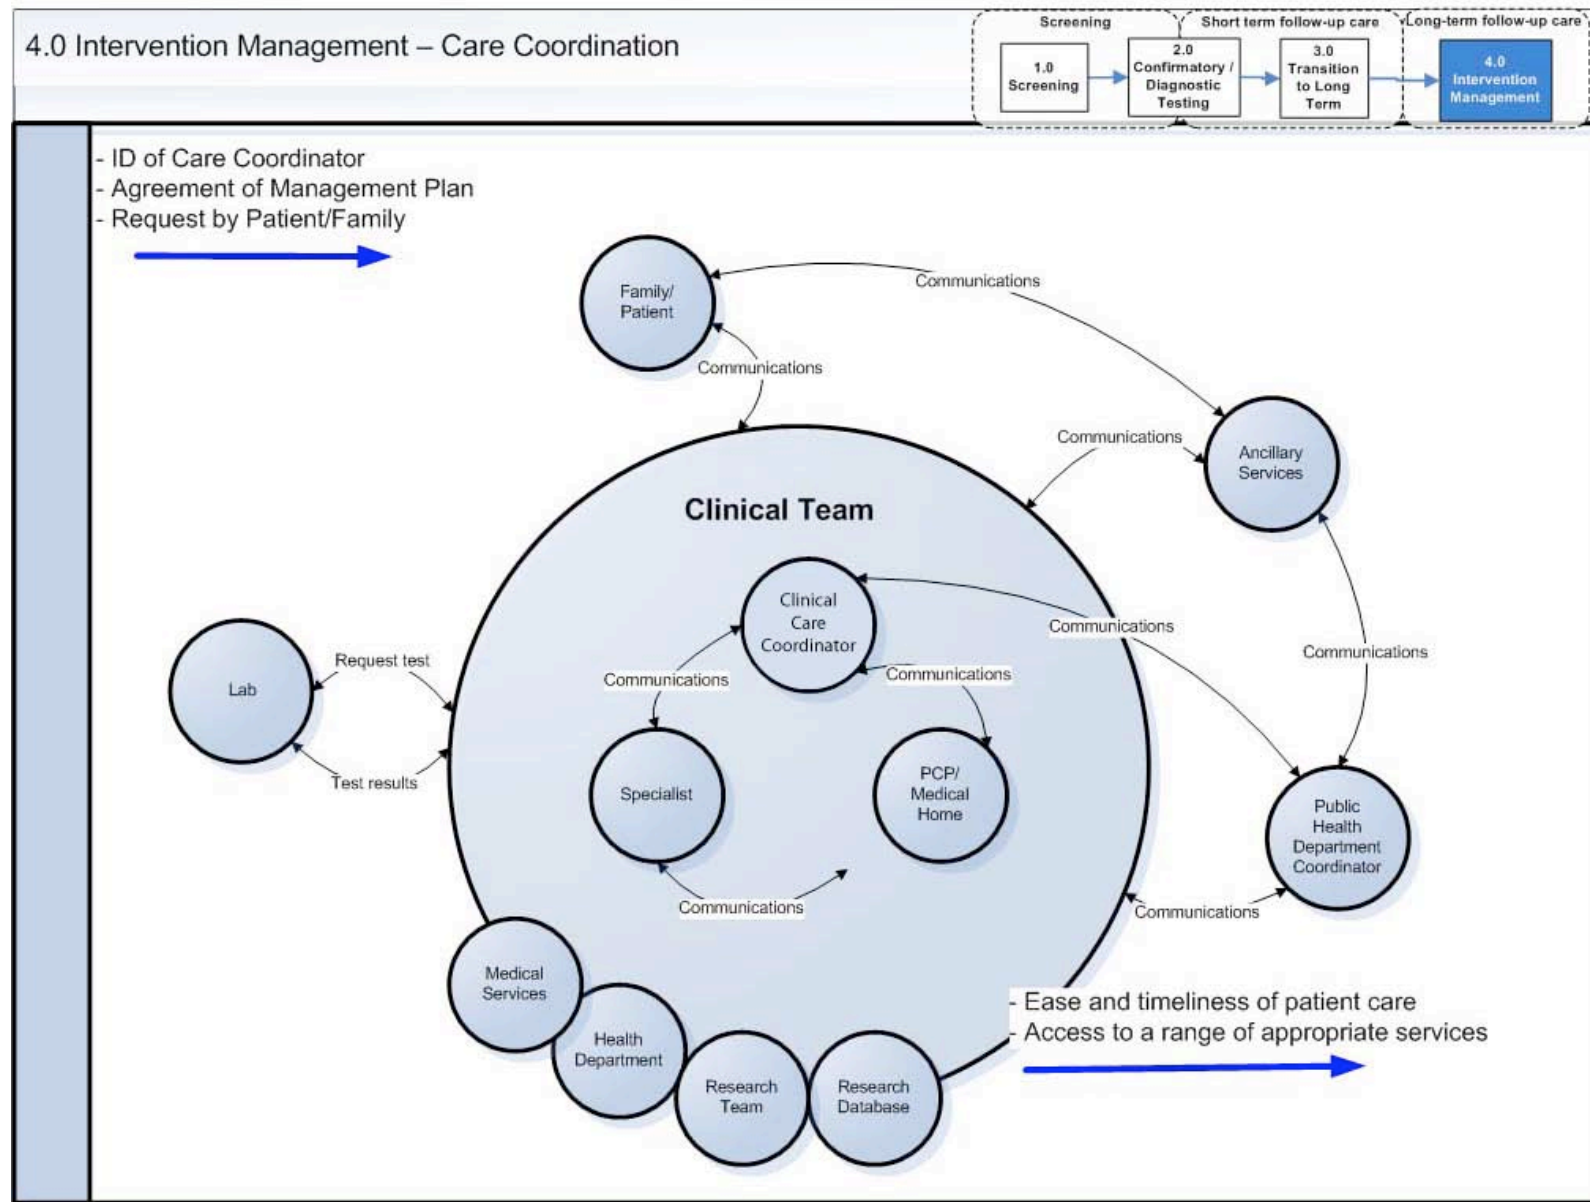 4.0 Intervention Management – Care Coordination
Screening
Short term follow-up care
Long-term follow-up care
1.0
Screening
2.0
Confirmatory /
Diagnostic
Testing
3.0
Transition
to Long
Term
4.0
Intervention
Management
- ID of Care Coordinator
- Agreement of Management Plan
- Request by Patient/Family
Family/
Patient
Communications
Communications
Communications
Ancillary
Services
Clinical Team
Clinical
Care
Coordinator
Communications
Communications
Lab
Request test
Test results
Communications
Communications
Specialist
PCP/
Medical
Home
Communications
Public
Health
Department
Coordinator
Communications
Medical
Services
Health
Department
Research
Team
Research
Database
- Ease and timeliness of patient care
- Access to a range of appropriate services